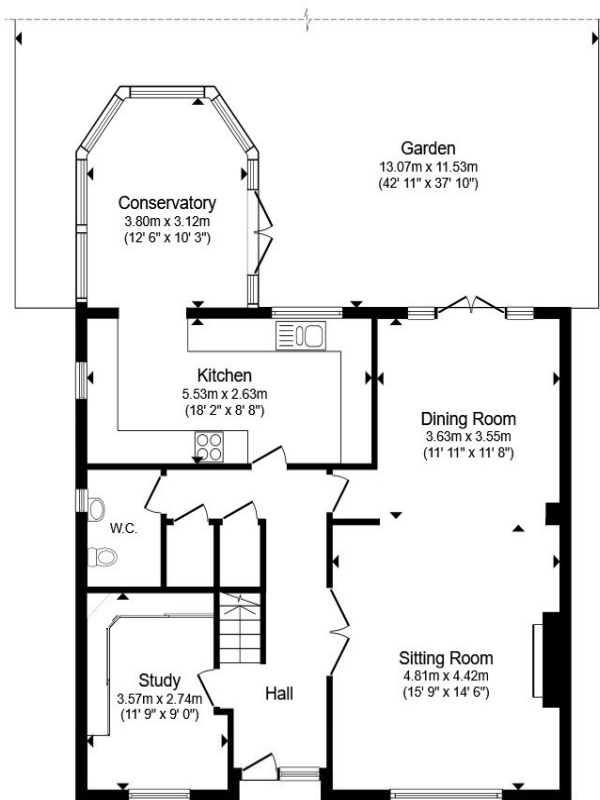 Garden
13.07m x 11.53m
(42' 11" x 37' 10")
Conservatory
3.80m x 3.12m
(12' 6" x 10' 3")
Kitchen
5.53m x 2.63m
(18' 2" x 8' 8")
Dining Room
3.63m x 3.55m
(11' 11" x 11' 8")
W.C.
Sitting Room
4.81m x 4.42m
(15' 9" x 14' 6")
Study
3.57m x 2.74m
(11' 9" x 9' 0")
Hall